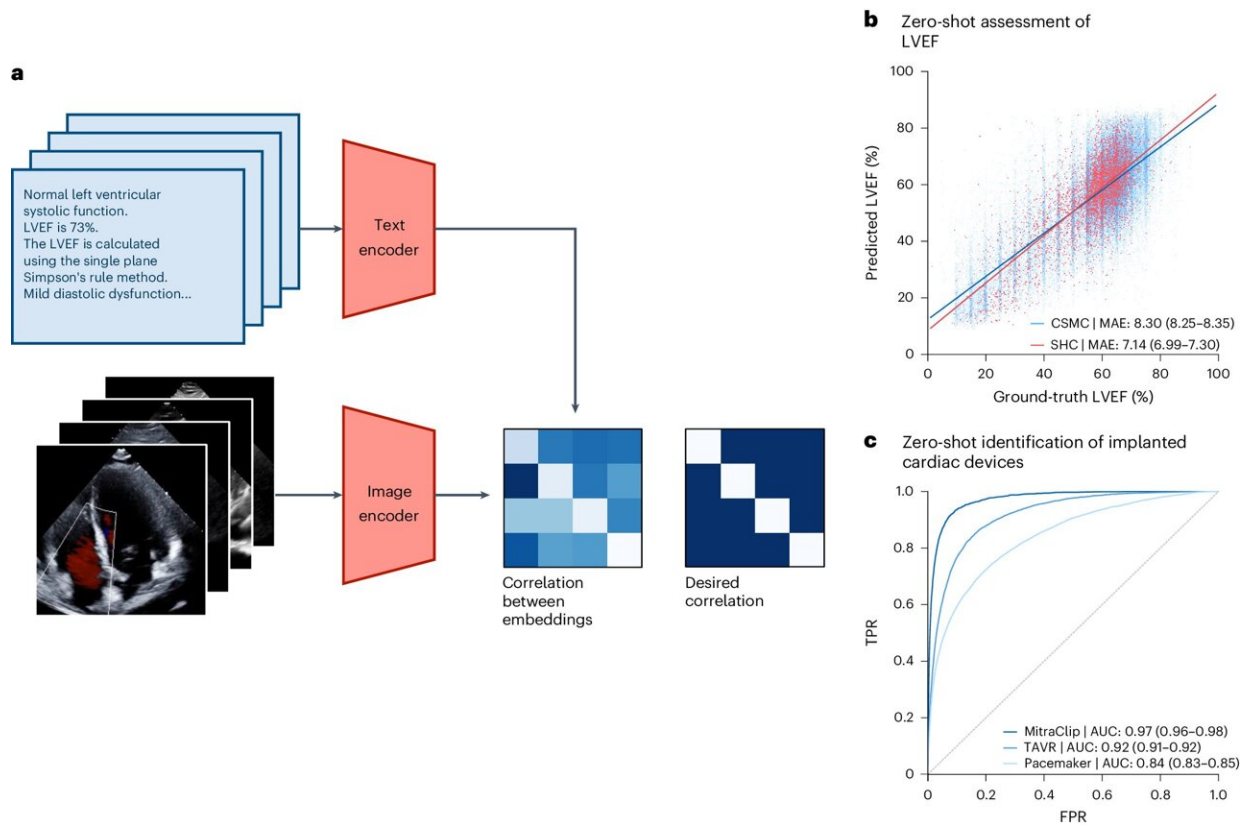 a
Normal left ventricular
systolic function.
LVEF is 73%.
The LVEF is calculated
using the single plane
Simpson's rule method.
Mild diastolic dysfunction...
Text
encoder
Image
encoder
Correlation
between
embeddings
Desired
correlation
b Zero-shot assessment of
LVEF
Predicted LVEF (%)
100
80
60
40
20
0
CSMC | MAE: 8.30 (8.25–8.35)
SHC | MAE: 7.14 (6.99–7.30)
0 20 40 60 80 100
Ground-truth LVEF (%)
c Zero-shot identification of implanted
cardiac devices
TPR
1.0
0.8
0.6
0.4
0.2
0
MitraClip | AUC: 0.97 (0.96–0.98)
TAVR | AUC: 0.92 (0.91–0.92)
Pacemaker | AUC: 0.84 (0.83–0.85)
0 0.2 0.4 0.6 0.8 1.0
FPR